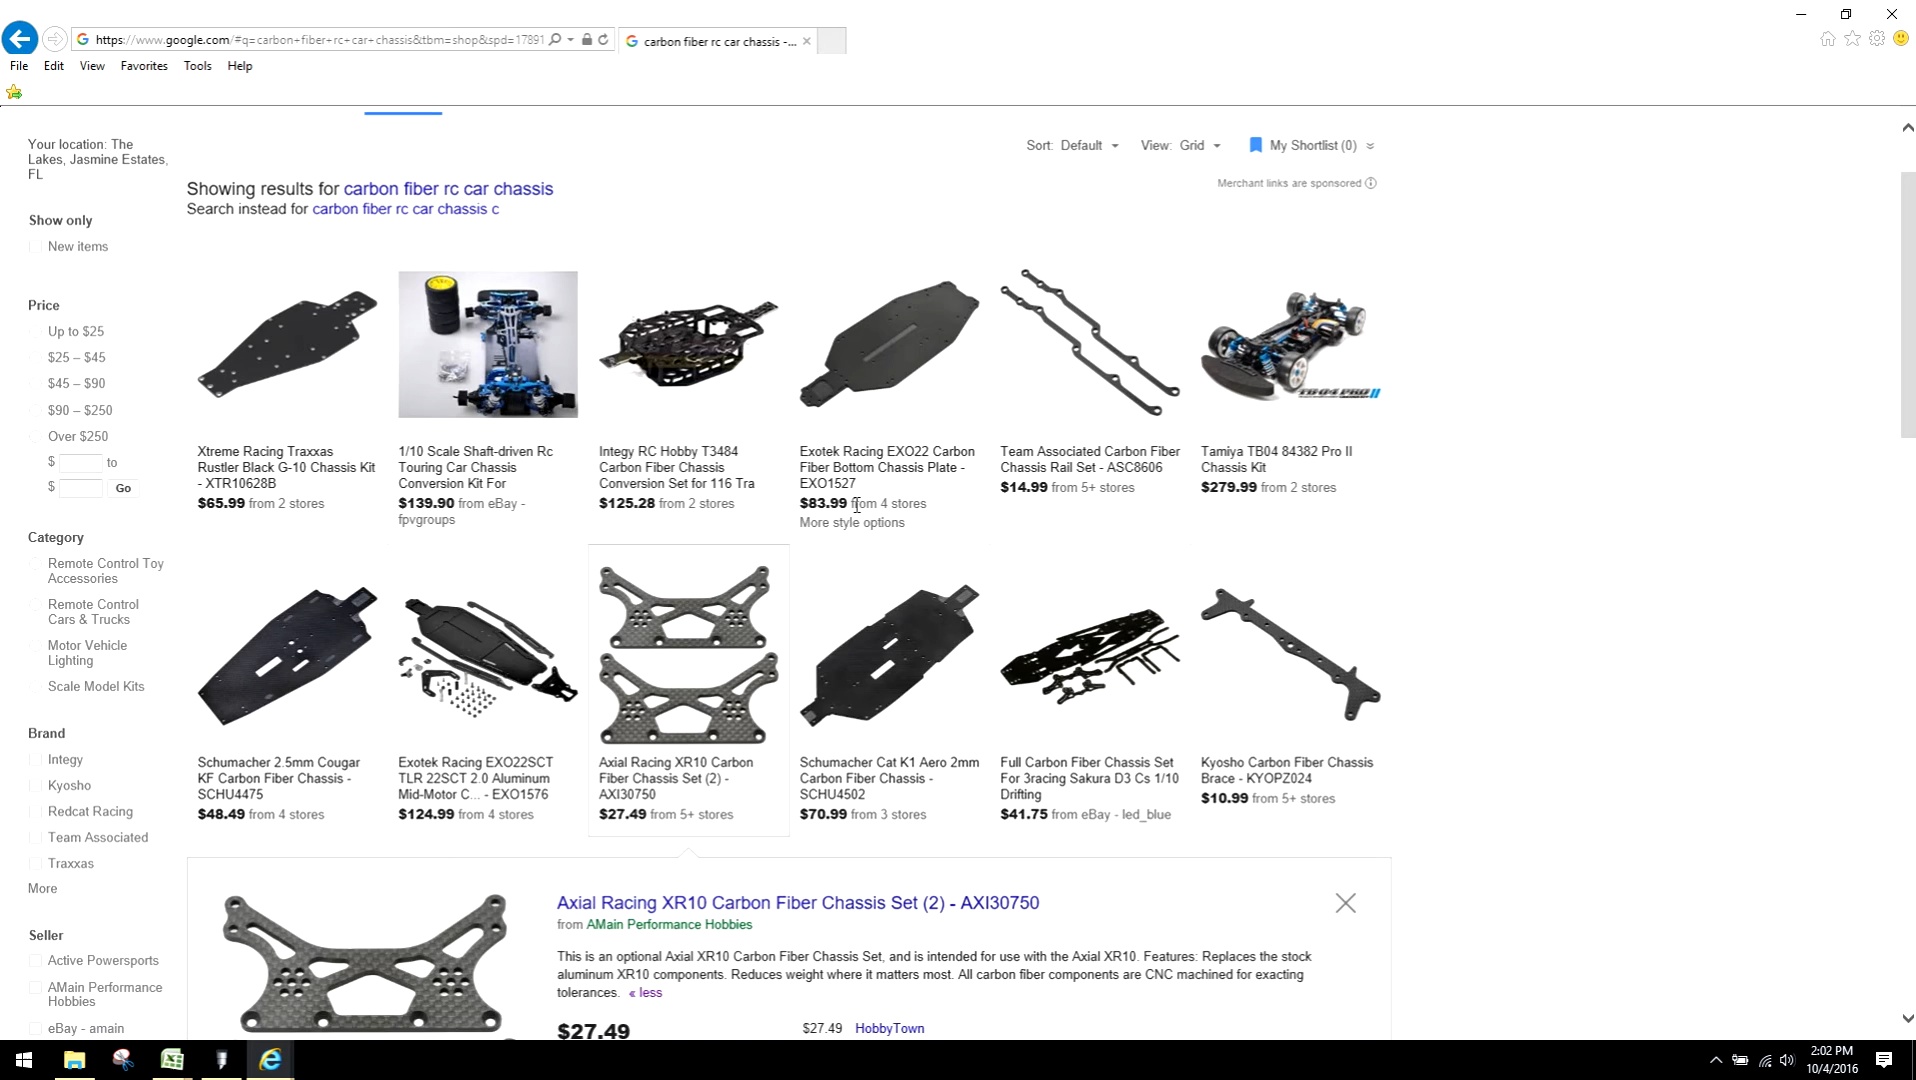 https://www.google.com/#q=carbon+fiber+rc+car+chassis&tbm=shop&spd=17891
carbon fiber rc car chassis -...
File Edit View Favorites Tools Help
Your location: The
Lakes, Jasmine Estates,
FL
Sort: Default
View: Grid
My Shortlist (0)
Showing results for carbon fiber rc car chassis
Search instead for carbon fiber rc car chassis c
Merchant links are sponsored
Show only
New items
Price
Up to $25
$25 – $45
$45 – $90
$90 – $250
Over $250
$ to
$ Go
Category
Remote Control Toy
Accessories
Remote Control
Cars & Trucks
Motor Vehicle
Lighting
Scale Model Kits
Brand
Integy
Kyosho
Redcat Racing
Team Associated
Traxxas
More
Seller
Active Powersports
AMain Performance
Hobbies
eBay - amain
Xtreme Racing Traxxas
Rustler Black G-10 Chassis Kit
- XTR10628B
$65.99 from 2 stores
1/10 Scale Shaft-driven Rc
Touring Car Chassis
Conversion Kit For
$139.90 from eBay -
fpvgroups
Integy RC Hobby T3484
Carbon Fiber Chassis
Conversion Set for 116 Tra
$125.28 from 2 stores
Exotek Racing EXO22 Carbon
Fiber Bottom Chassis Plate -
EXO1527
$83.99 from 4 stores
More style options
Team Associated Carbon Fiber
Chassis Rail Set - ASC8606
$14.99 from 5+ stores
TB-04 PRO II
Tamiya TB04 84382 Pro II
Chassis Kit
$279.99 from 2 stores
Schumacher 2.5mm Cougar
KF Carbon Fiber Chassis -
SCHU4475
$48.49 from 4 stores
Exotek Racing EXO22SCT
TLR 22SCT 2.0 Aluminum
Mid-Motor C... - EXO1576
$124.99 from 4 stores
Axial Racing XR10 Carbon
Fiber Chassis Set (2) -
AXI30750
$27.49 from 5+ stores
Schumacher Cat K1 Aero 2mm
Carbon Fiber Chassis -
SCHU4502
$70.99 from 3 stores
Full Carbon Fiber Chassis Set
For 3racing Sakura D3 Cs 1/10
Drifting
$41.75 from eBay - led_blue
Kyosho Carbon Fiber Chassis
Brace - KYOPZ024
$10.99 from 5+ stores
Axial Racing XR10 Carbon Fiber Chassis Set (2) - AXI30750
from AMain Performance Hobbies
This is an optional Axial XR10 Carbon Fiber Chassis Set, and is intended for use with the Axial XR10. Features: Replaces the stock
aluminum XR10 components. Reduces weight where it matters most. All carbon fiber components are CNC machined for exacting
tolerances. « less
$27.49
$27.49 HobbyTown
2:02 PM
10/4/2016